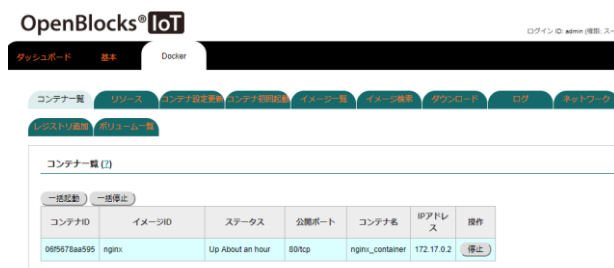 OpenBlocks® IoT
ログイン ID: admin (権限: スー
ダッシュボード 基本 Docker
コンテナ一覧 リソース コンテナ設定更新 コンテナ初回起動 イメージ一覧 イメージ検索 ダウンロード ログ ネットワーク
レジストリ追加 ボリューム一覧
コンテナ一覧 (?)
一括起動 一括停止
コンテナID イメージID ステータス 公開ポート コンテナ名 IPアドレス 操作
06f5678aa595 nginx Up About an hour 80/tcp nginx_container 172.17.0.2 停止